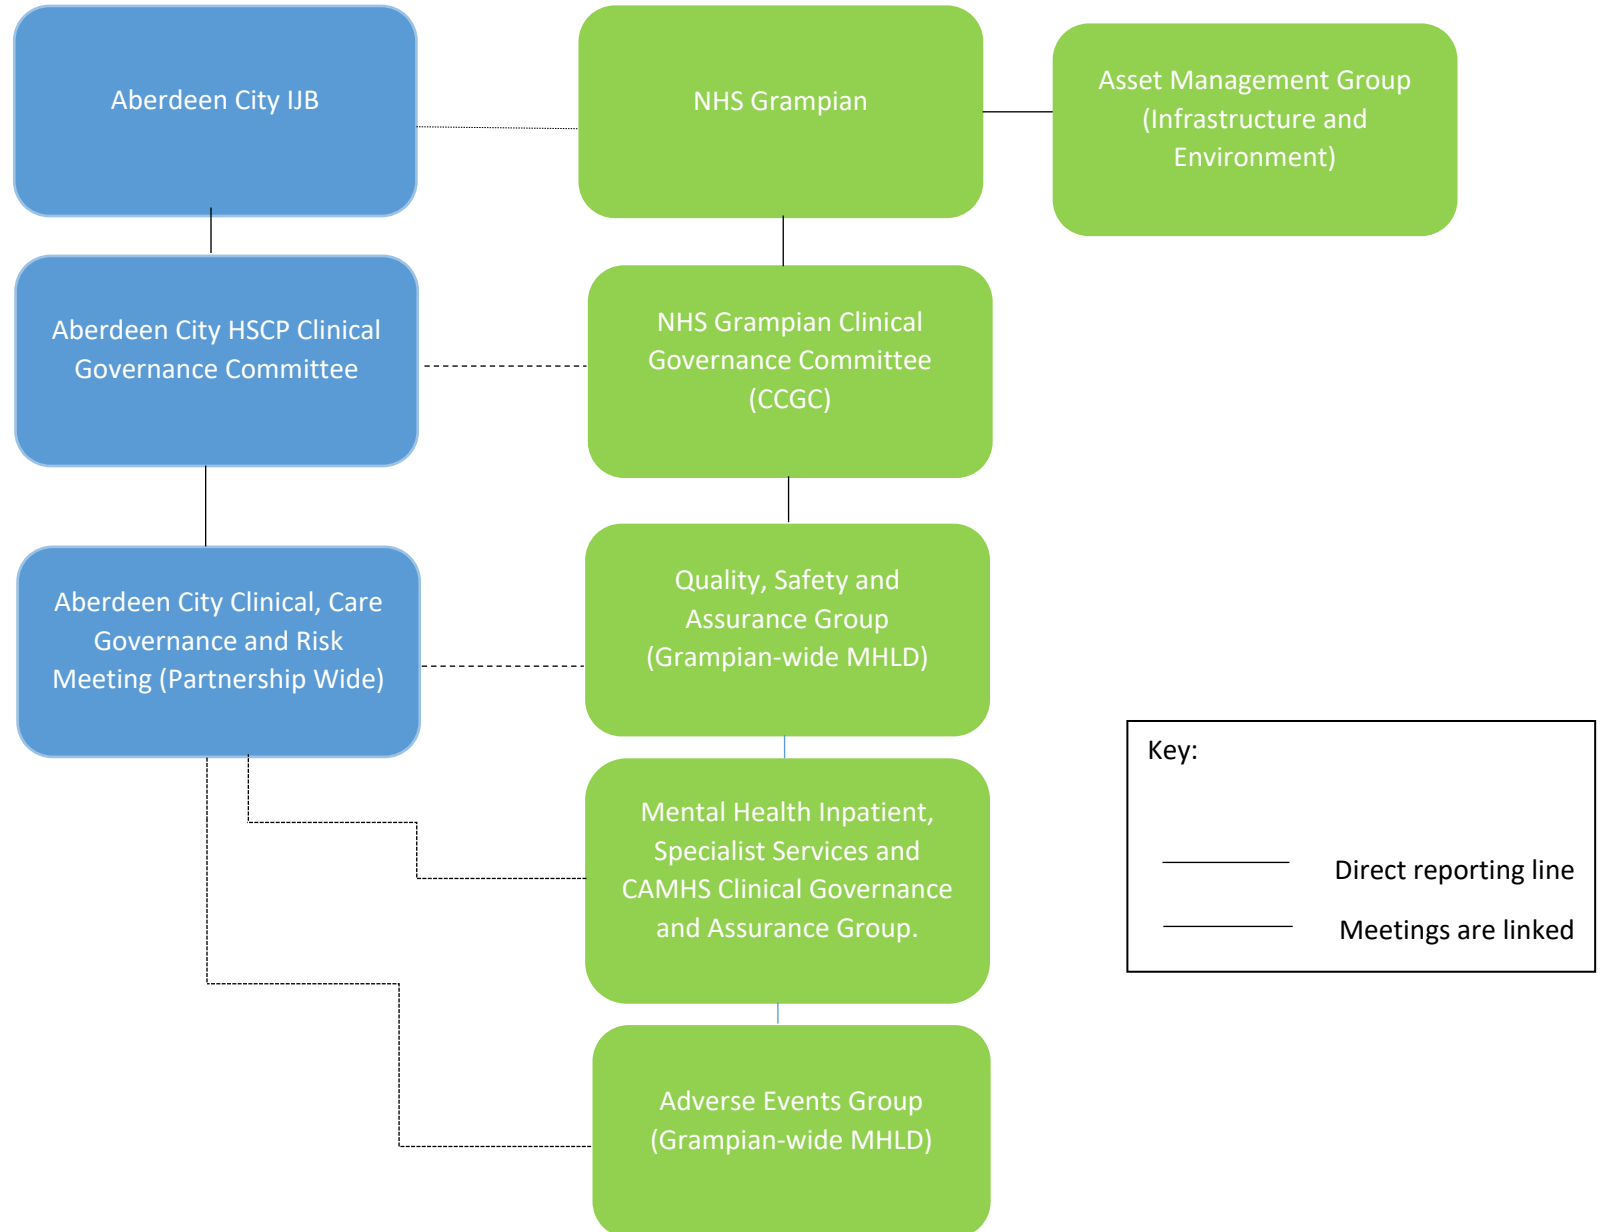 Aberdeen City IJB
NHS Grampian
Asset Management Group
(Infrastructure and
Environment)
Aberdeen City HSCP Clinical
Governance Committee
NHS Grampian Clinical
Governance Committee
(CCGC)
Aberdeen City Clinical, Care
Governance and Risk
Meeting (Partnership Wide)
Quality, Safety and
Assurance Group
(Grampian-wide MHLD)
Mental Health Inpatient,
Specialist Services and
CAMHS Clinical Governance
and Assurance Group.
Adverse Events Group
(Grampian-wide MHLD)
Key:
Direct reporting line
Meetings are linked